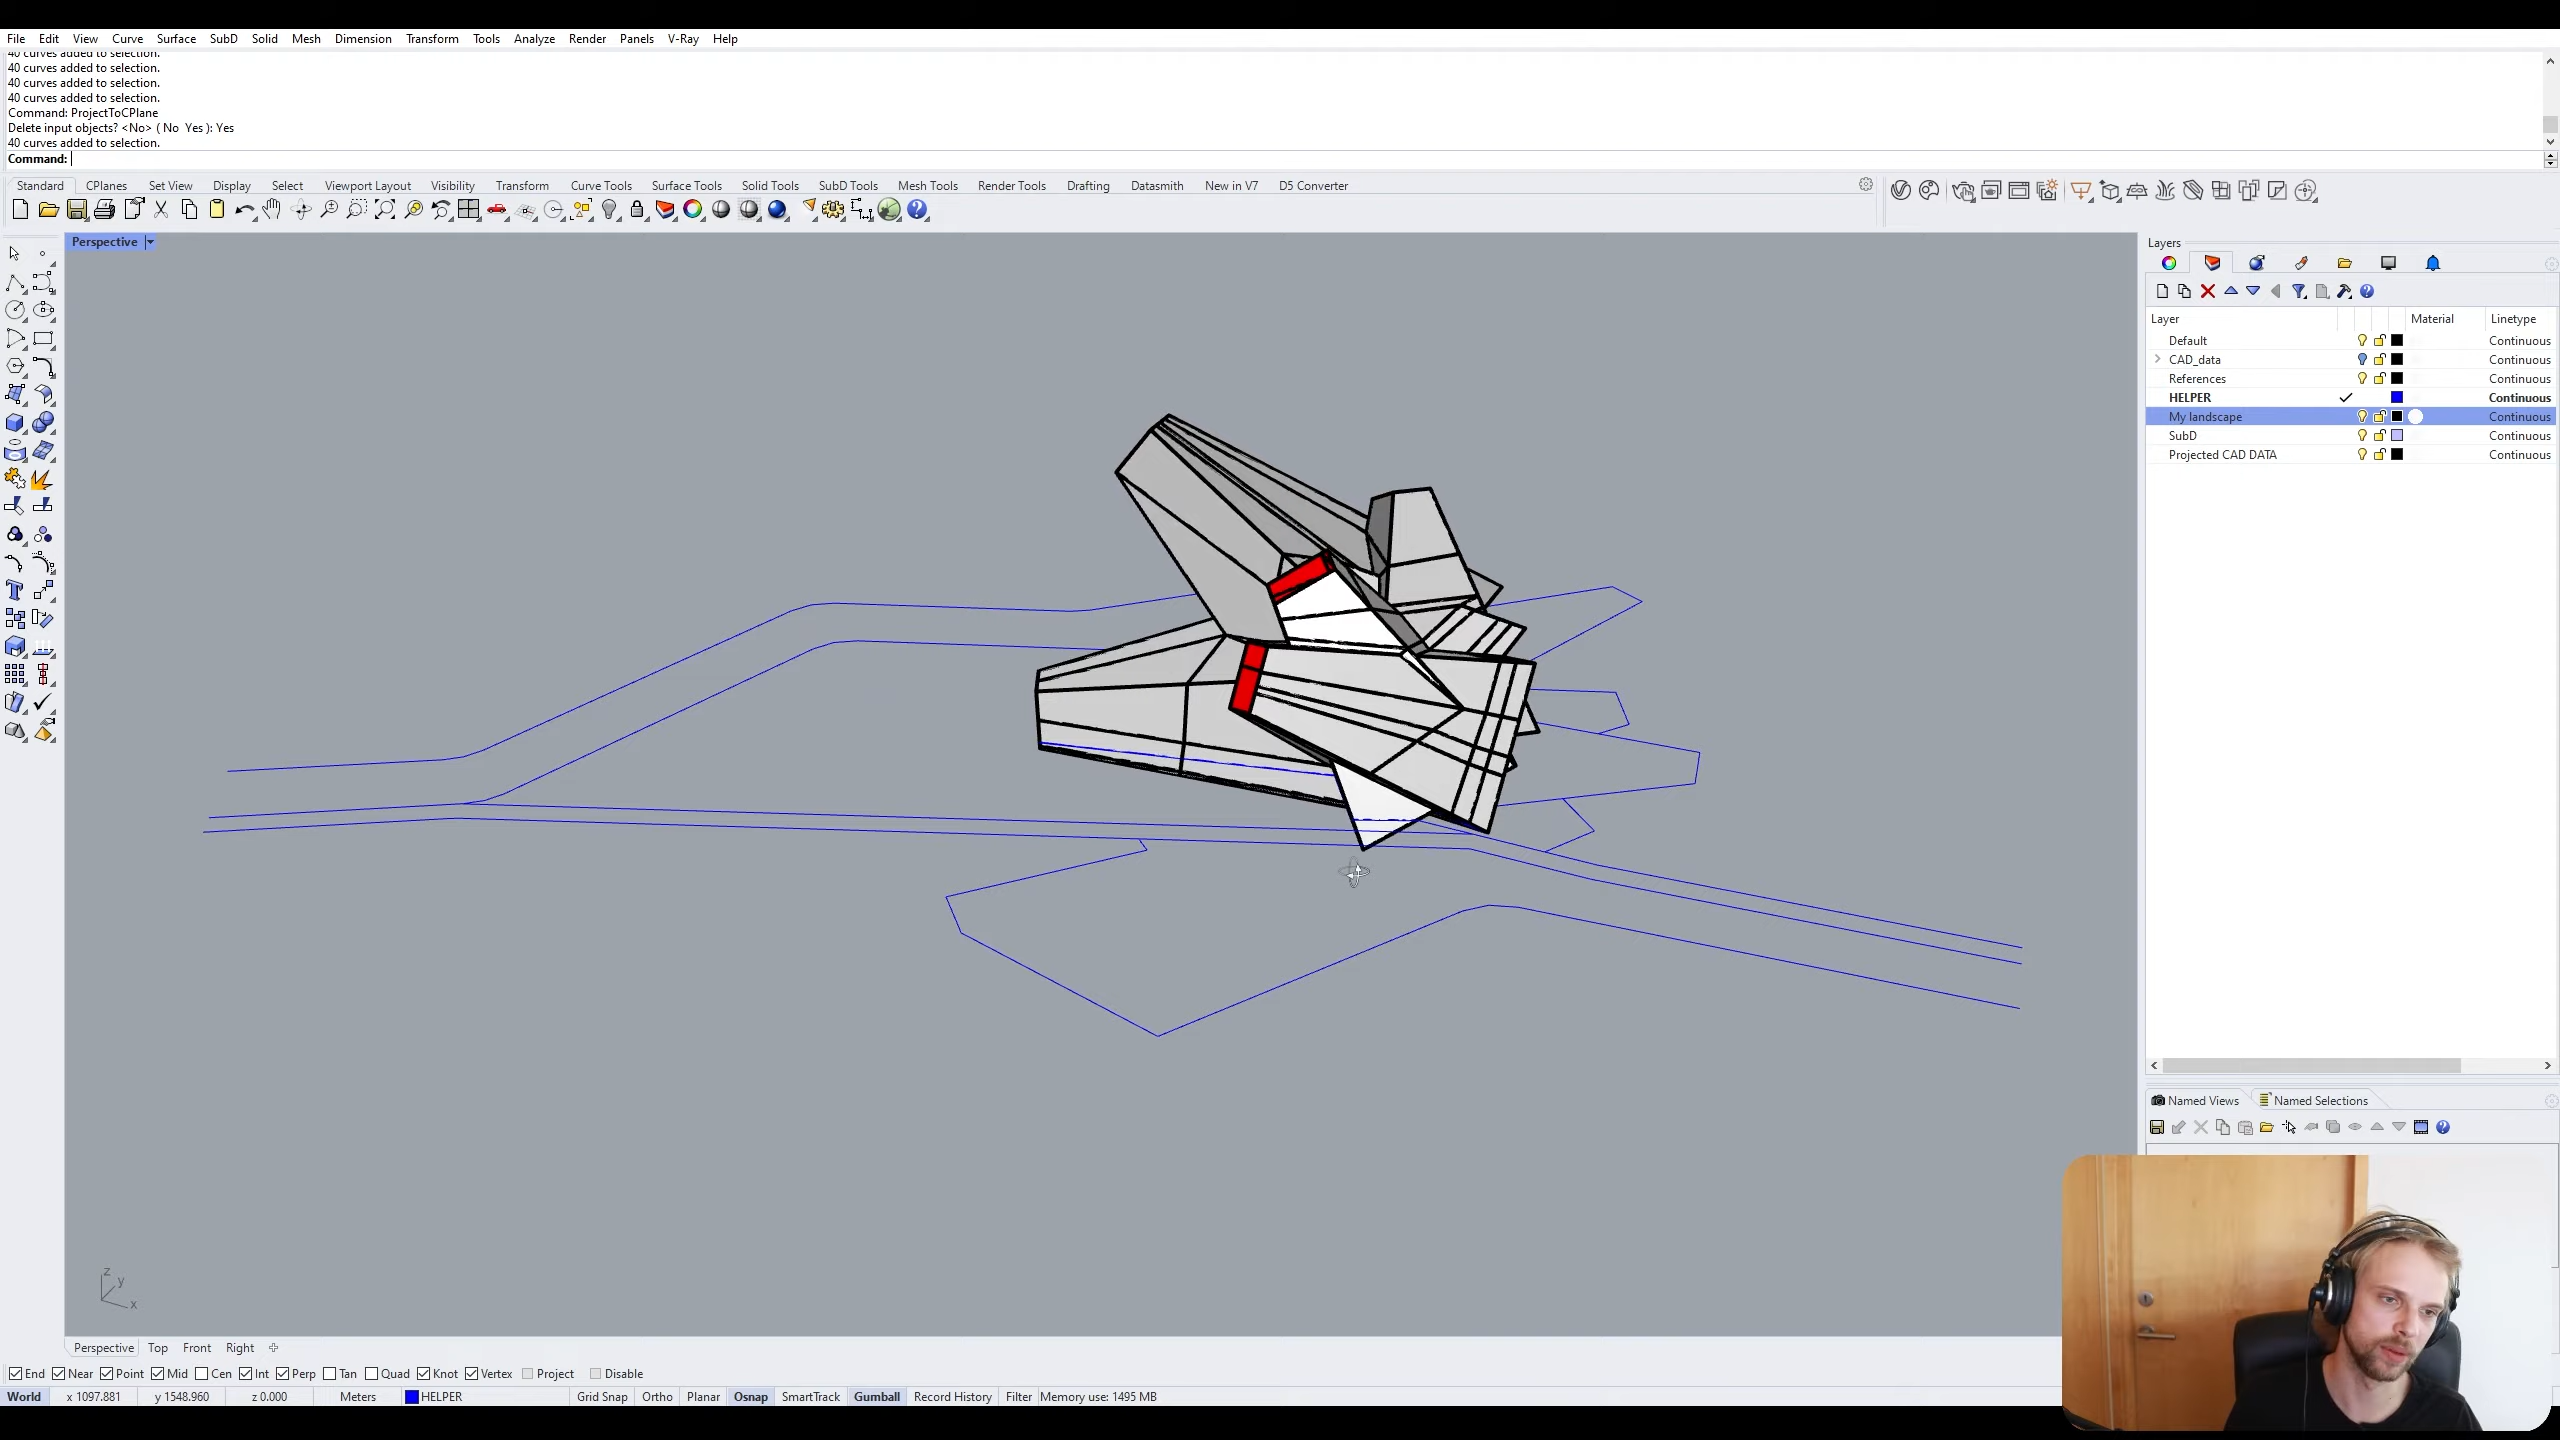 File Edit View Curve Surface SubD Solid Mesh Dimension Transform Tools Analyze Render Panels V-Ray Help
40 curves added to selection.
40 curves added to selection.
40 curves added to selection.
40 curves added to selection.
Command: ProjectToCPlane
Delete input objects? <No> ( No Yes ): Yes
40 curves added to selection.
Command:
Standard CPlanes Set View Display Select Viewport Layout Visibility Transform Curve Tools Surface Tools Solid Tools SubD Tools Mesh Tools Render Tools Drafting Datasmith New in V7 D5 Converter
Perspective
Layers
Layer Material Linetype
Default Continuous
CAD_data Continuous
References Continuous
HELPER Continuous
My landscape Continuous
SubD Continuous
Projected CAD DATA Continuous
Named Views Named Selections
z
y
x
Perspective Top Front Right
End Near Point Mid Cen Int Perp Tan Quad Knot Vertex Project Disable
World x 1097.881 y 1548.960 z 0.000 Meters HELPER Grid Snap Ortho Planar Osnap SmartTrack Gumball Record History Filter Memory use: 1495 MB